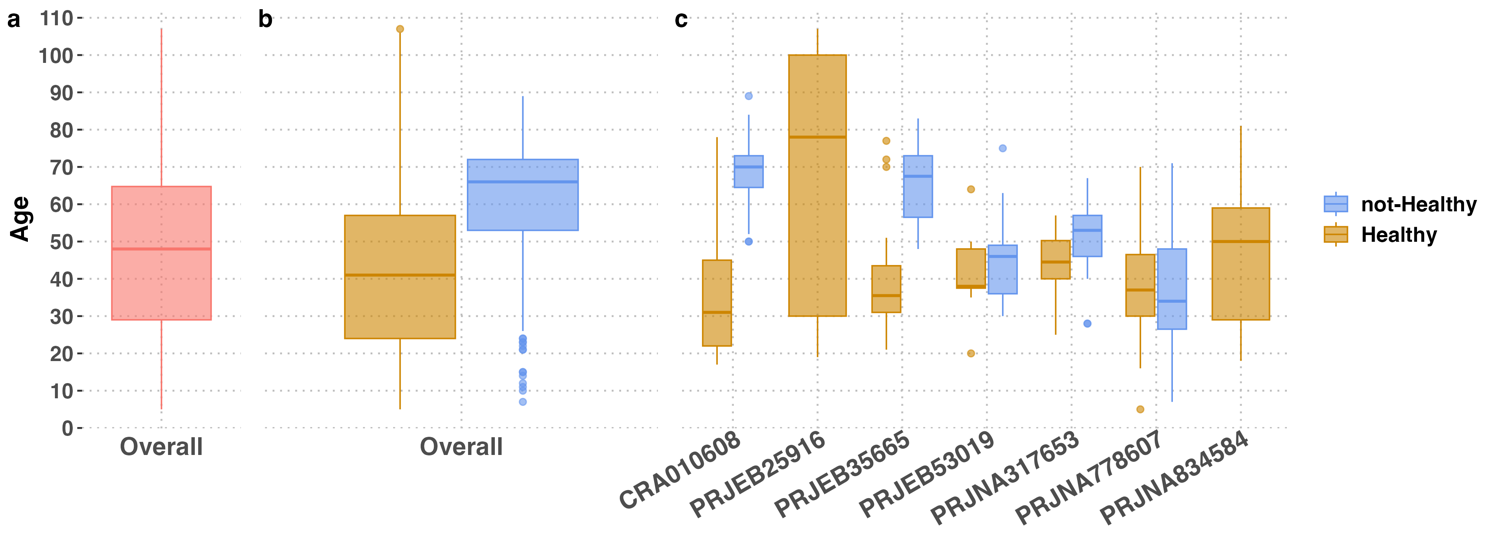 a
b
c
Age
110
100
90
80
70
60
50
40
30
20
10
0
Overall
Overall
CRA010608
PRJEB25916
PRJEB35665
PRJEB53019
PRJNA317653
PRJNA778607
PRJNA834584
not-Healthy
Healthy